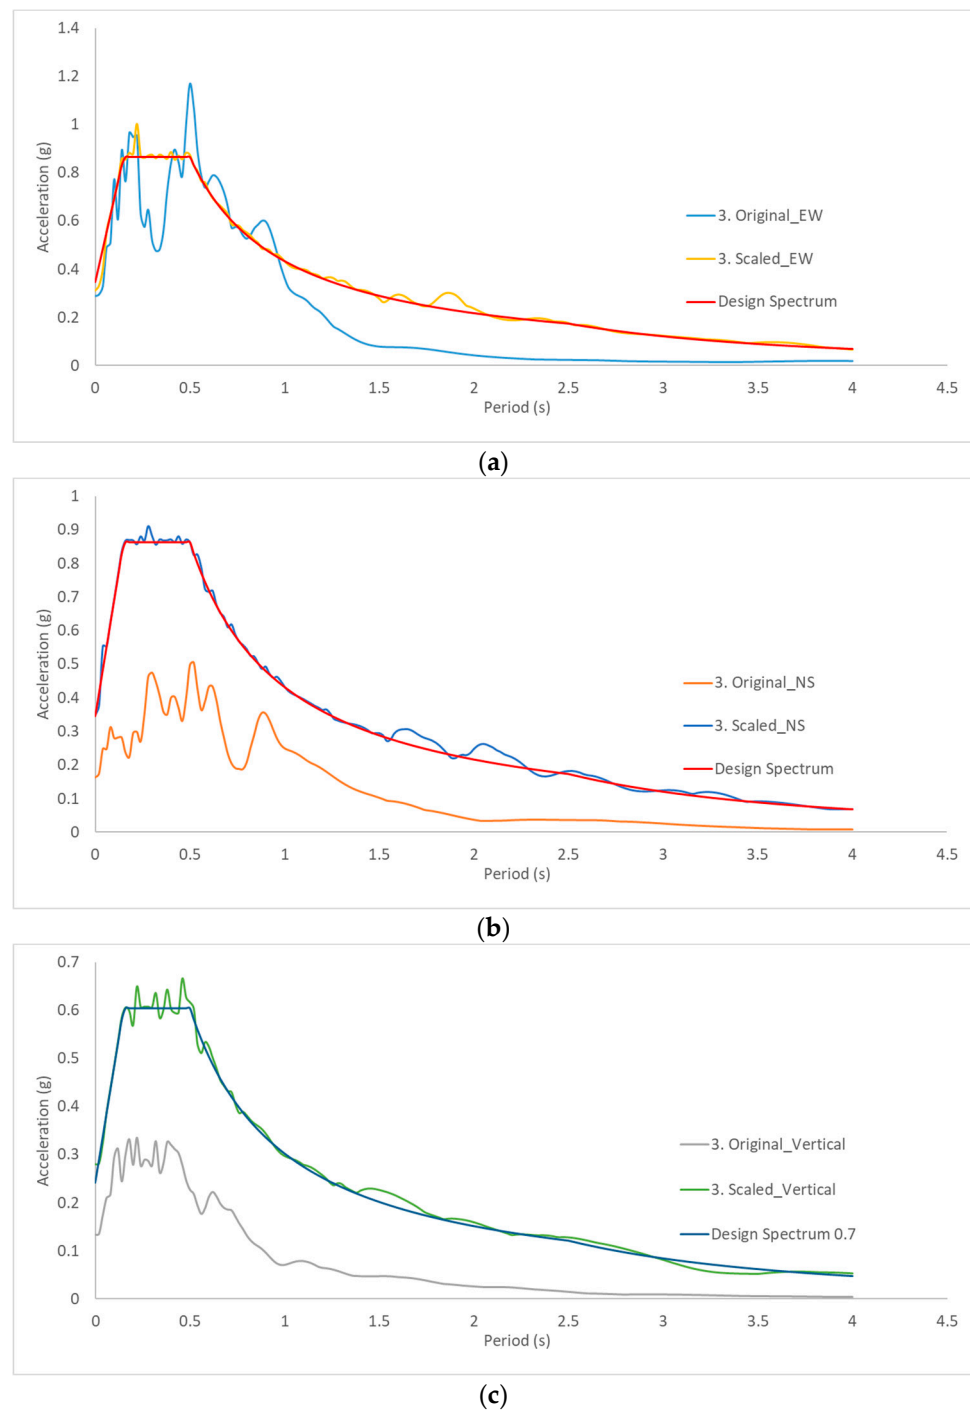 1.4
1.2
1
0.8
0.6
0.4
0.2
0
Acceleration (g)
3. Original_EW
3. Scaled_EW
Design Spectrum
0 0.5 1 1.5 2 2.5 3 3.5 4 4.5
Period (s)
(a)
1
0.9
0.8
0.7
0.6
0.5
0.4
0.3
0.2
0.1
0
Acceleration (g)
3. Original_NS
3. Scaled_NS
Design Spectrum
0 0.5 1 1.5 2 2.5 3 3.5 4 4.5
Period (s)
(b)
0.7
0.6
0.5
0.4
0.3
0.2
0.1
0
Acceleration (g)
3. Original_Vertical
3. Scaled_Vertical
Design Spectrum 0.7
0 0.5 1 1.5 2 2.5 3 3.5 4 4.5
Period (s)
(c)